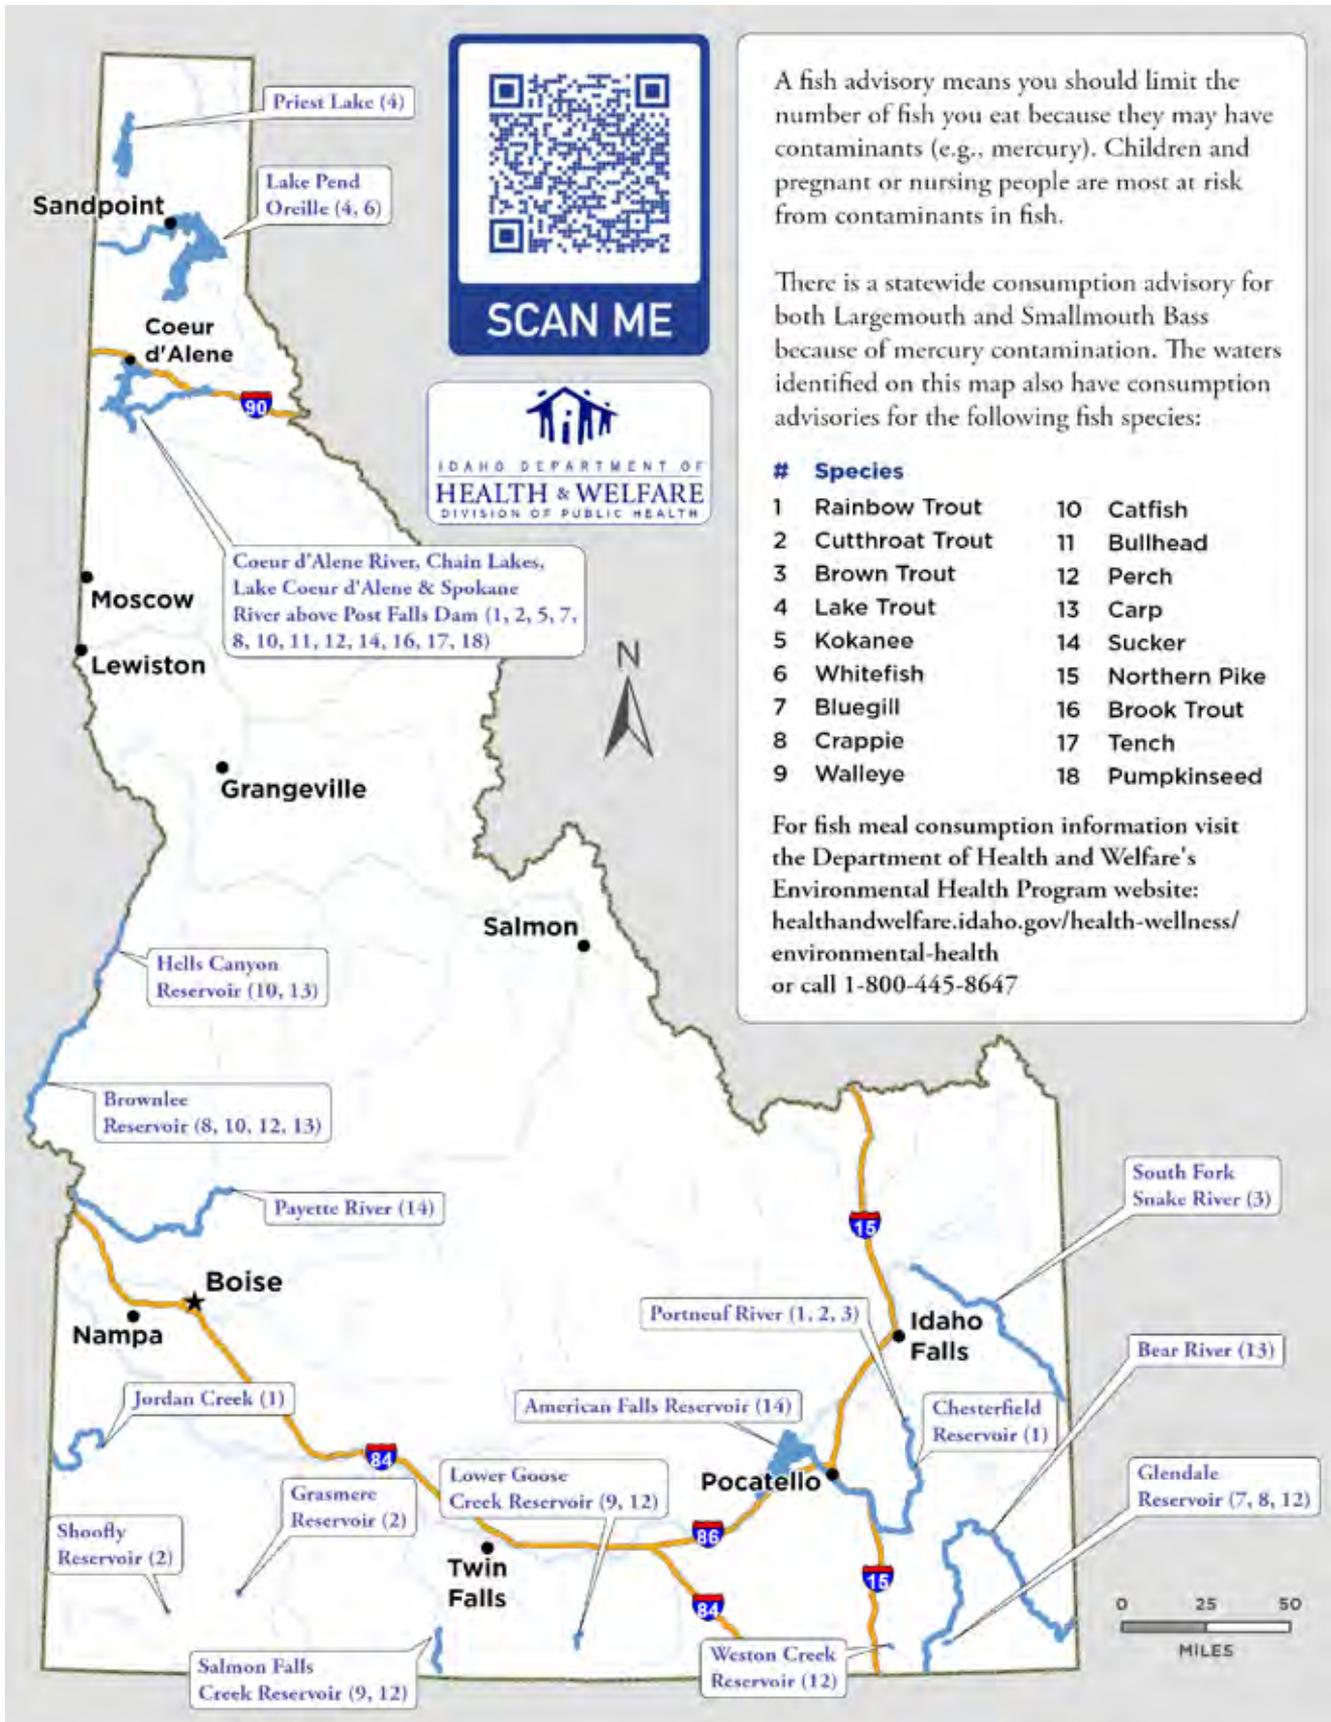 Priest Lake (4)
Lake Pend
Oreille (4, 6)
Sandpoint
Coeur
d'Alene
90
SCAN ME
IDAHO DEPARTMENT OF
HEALTH & WELFARE
DIVISION OF PUBLIC HEALTH
A fish advisory means you should limit the
number of fish you eat because they may have
contaminants (e.g., mercury). Children and
pregnant or nursing people are most at risk
from contaminants in fish.
There is a statewide consumption advisory for
both Largemouth and Smallmouth Bass
because of mercury contamination. The waters
identified on this map also have consumption
advisories for the following fish species:
# Species
1 Rainbow Trout
2 Cutthroat Trout
3 Brown Trout
4 Lake Trout
5 Kokanee
6 Whitefish
7 Bluegill
8 Crappie
9 Walleye
10 Catfish
11 Bullhead
12 Perch
13 Carp
14 Sucker
15 Northern Pike
16 Brook Trout
17 Tench
18 Pumpkinseed
For fish meal consumption information visit
the Department of Health and Welfare's
Environmental Health Program website:
healthandwelfare.idaho.gov/health-wellness/
environmental-health
or call 1-800-445-8647
Coeur d'Alene River, Chain Lakes,
Lake Coeur d'Alene & Spokane
River above Post Falls Dam (1, 2, 5, 7,
8, 10, 11, 12, 14, 16, 17, 18)
Moscow
Lewiston
N
Grangeville
Salmon
Hells Canyon
Reservoir (10, 13)
Brownlee
Reservoir (8, 10, 12, 13)
Payette River (14)
South Fork
Snake River (3)
15
Boise
Nampa
Portneuf River (1, 2, 3)
Idaho
Falls
Bear River (13)
Jordan Creek (1)
American Falls Reservoir (14)
Chesterfield
Reservoir (1)
84
Lower Goose
Creek Reservoir (9, 12)
Pocatello
Glendale
Reservoir (7, 8, 12)
Grasmere
Reservoir (2)
Shoofly
Reservoir (2)
86
Twin
Falls
15
84
0 25 50
MILES
Salmon Falls
Creek Reservoir (9, 12)
Weston Creek
Reservoir (12)